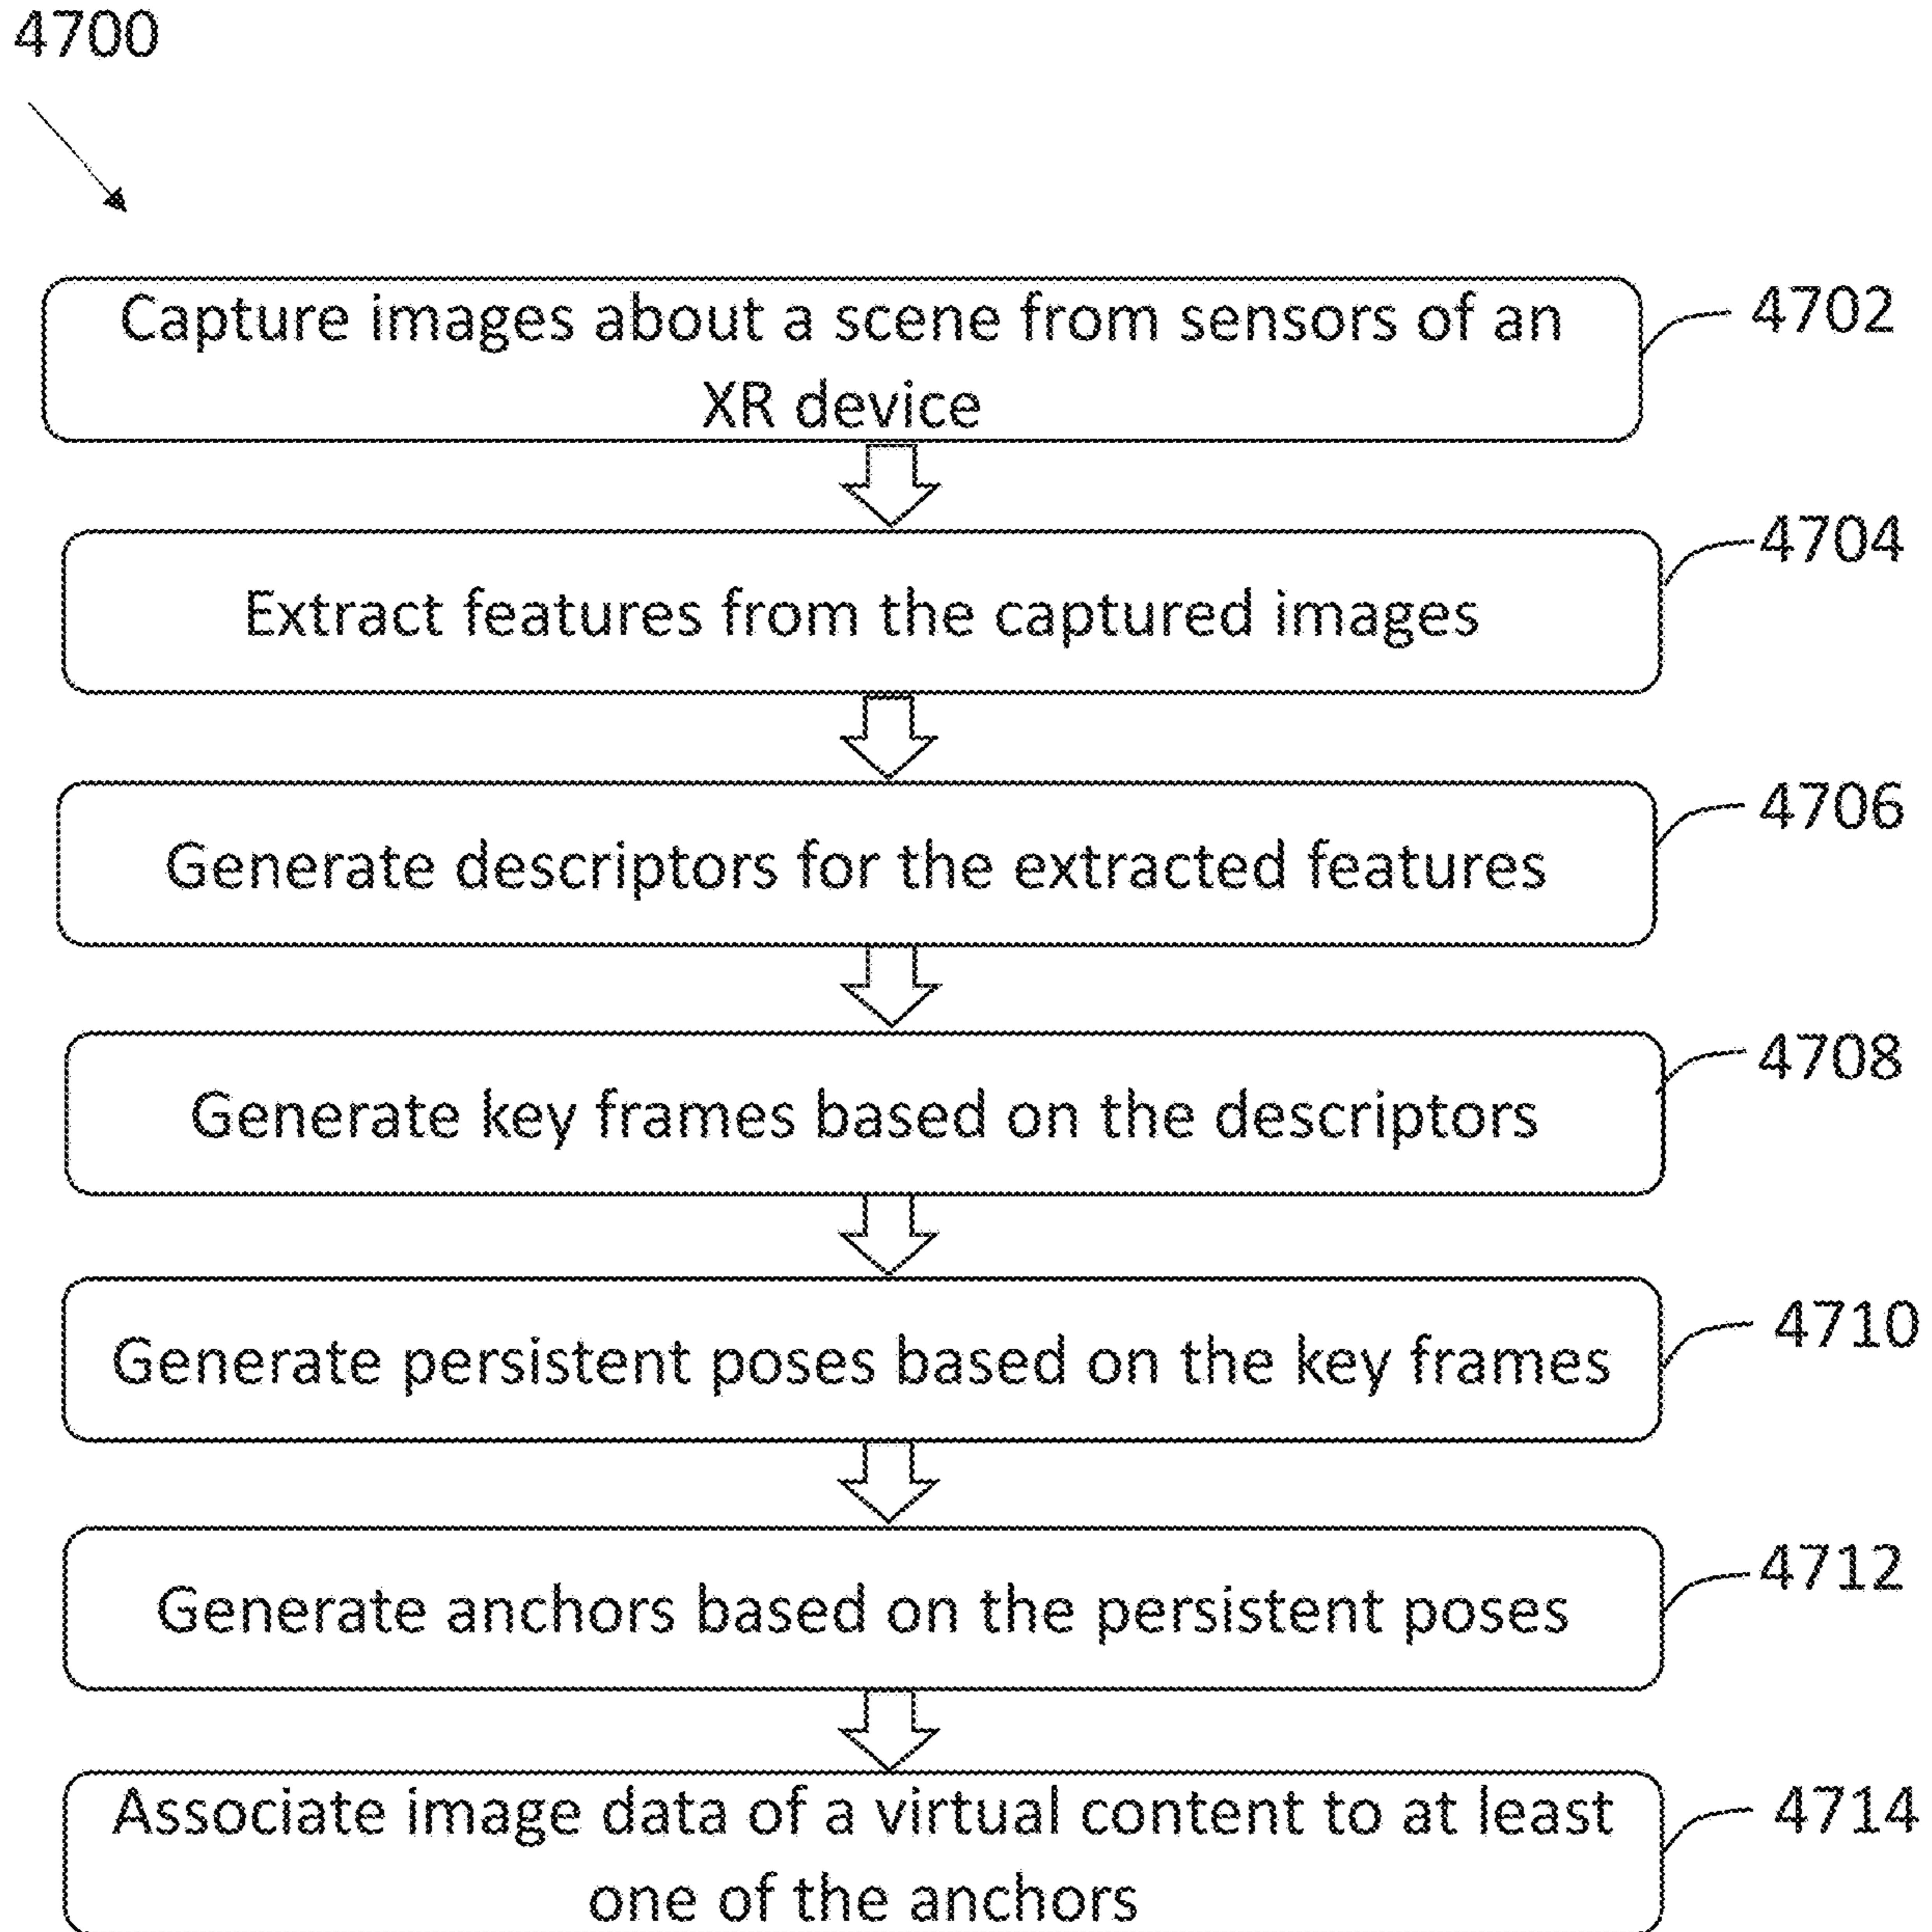 4700
Capture images about a scene from sensors of an
XR device
4702
Extract features from the captured images
4704
Generate descriptors for the extracted features
4706
Generate key frames based on the descriptors
4708
Generate persistent poses based on the key frames
4710
Generate anchors based on the persistent poses
4712
Associate image data of a virtual content to at least
one of the anchors
4714